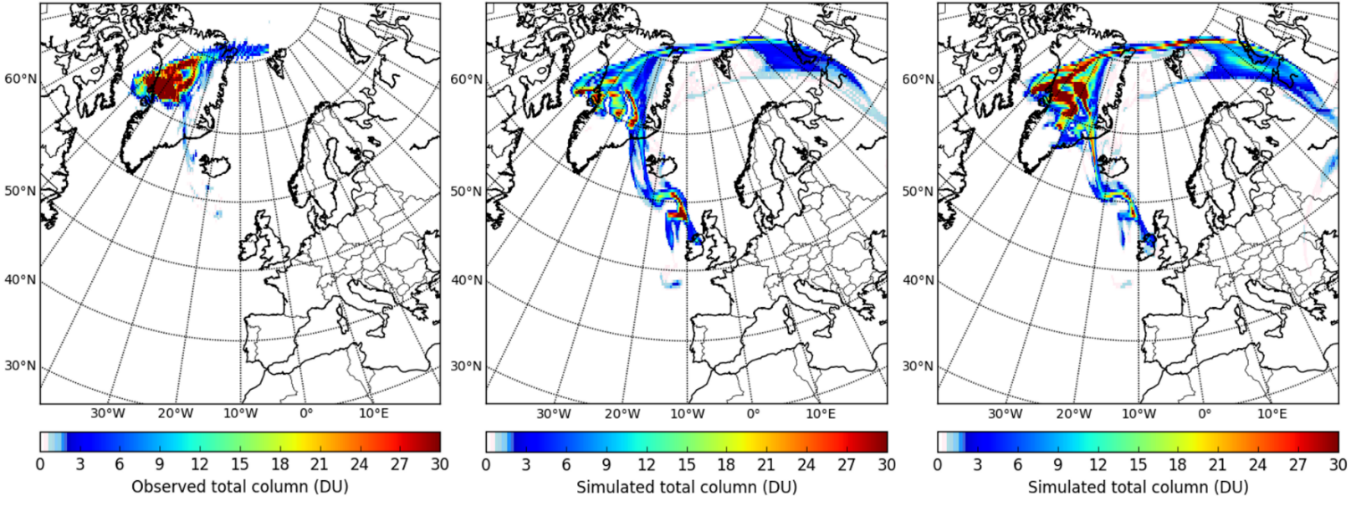 60°N
50°N
40°N
30°N
30°W 20°W 10°W 0° 10°E
0 3 6 9 12 15 18 21 24 27 30
Observed total column (DU)
60°N
50°N
40°N
30°N
30°W 20°W 10°W 0° 10°E
0 3 6 9 12 15 18 21 24 27 30
Simulated total column (DU)
60°N
50°N
40°N
30°N
30°W 20°W 10°W 0° 10°E
0 3 6 9 12 15 18 21 24 27 30
Simulated total column (DU)